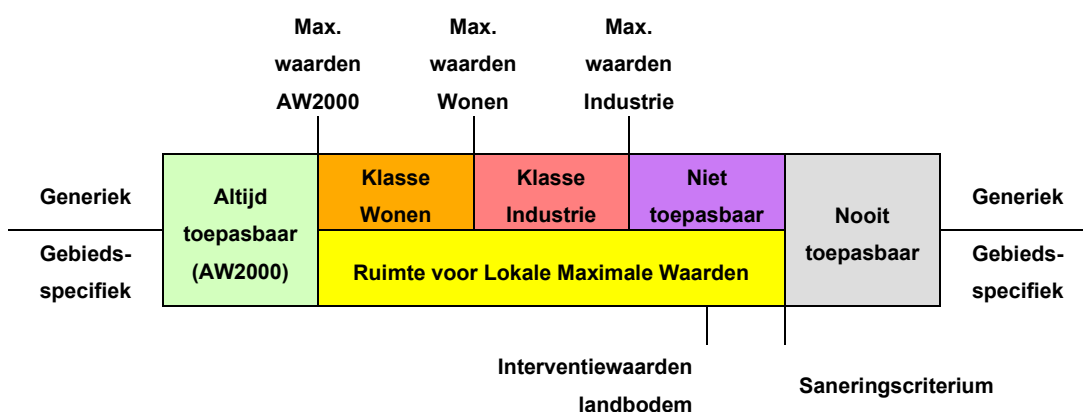 Max.
waarden
AW2000
Max.
waarden
Wonen
Max.
waarden
Industrie
Generiek
Gebieds-
specifiek
Altijd
toepasbaar
(AW2000)
Klasse
Wonen
Klasse
Industrie
Niet
toepasbaar
Ruimte voor Lokale Maximale Waarden
Nooit
toepasbaar
Generiek
Gebieds-
specifiek
Interventiewaarden
landbodem
Saneringscriterium